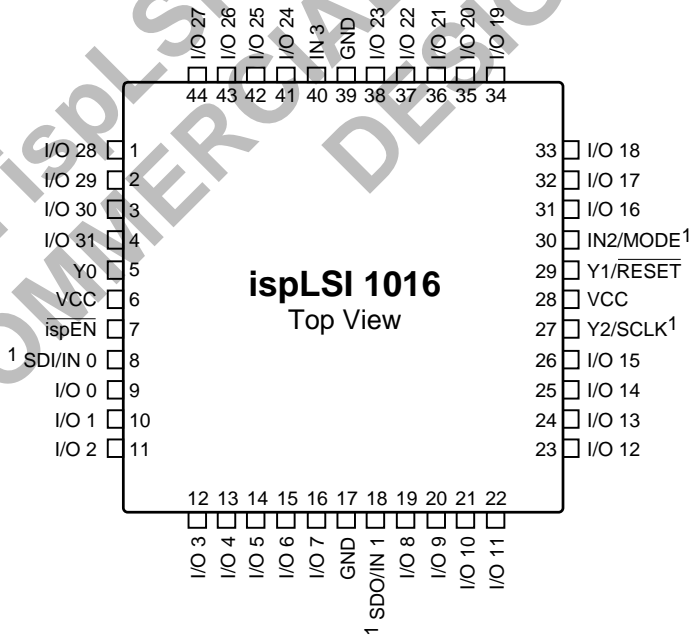 ispLSI
COMMERCIAL
DESIG
I/O 27
I/O 26
I/O 25
I/O 24
IN 3
GND
I/O 23
I/O 22
I/O 21
I/O 20
I/O 19
44 43 42 41 40 39 38 37 36 35 34
I/O 28 1
I/O 29 2
I/O 30 3
I/O 31 4
Y0 5
VCC 6
ispEN 7
1 SDI/IN 0 8
I/O 0 9
I/O 1 10
I/O 2 11
ispLSI 1016
Top View
33 I/O 18
32 I/O 17
31 I/O 16
30 IN2/MODE1
29 Y1/RESET
28 VCC
27 Y2/SCLK1
26 I/O 15
25 I/O 14
24 I/O 13
23 I/O 12
12 13 14 15 16 17 18 19 20 21 22
I/O 3
I/O 4
I/O 5
I/O 6
I/O 7
GND
1 SDO/IN 1
I/O 8
I/O 9
I/O 10
I/O 11